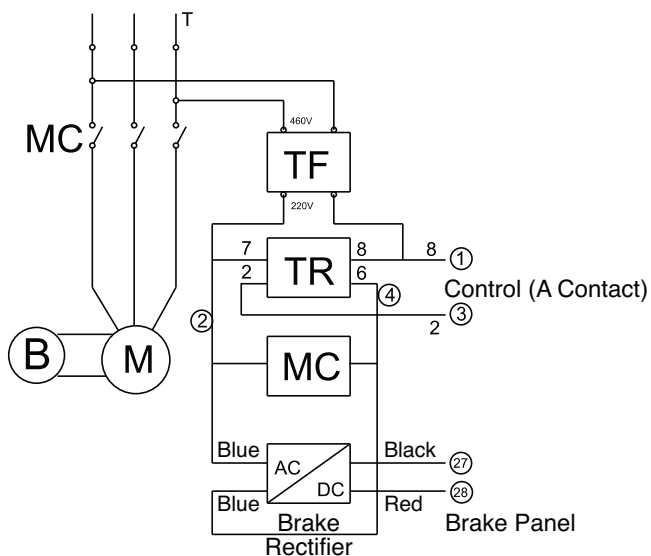 T
460V
MC
TF
220V
7
8
8
①
2
TR
6
Control (A Contact)
④
③
②
2
B
M
MC
Blue
Black
AC
㉗
DC
㉘
Blue
Red
Brake Panel
Brake
Rectifier